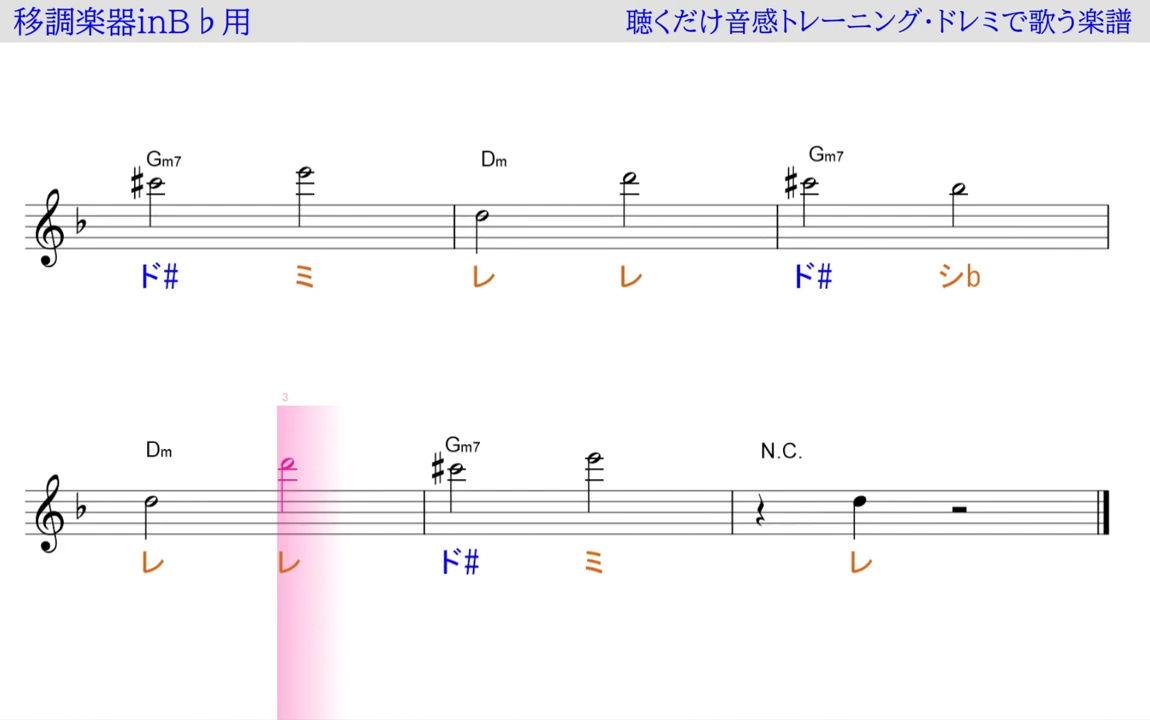 移調楽器inB♭用
聴くだけ音感トレーニング・ドレミで歌う楽譜
Gm7 Dm Gm7
ド# ミ レ レ ド# シb
3
Dm Gm7 N.C.
レ レ ド# ミ レ